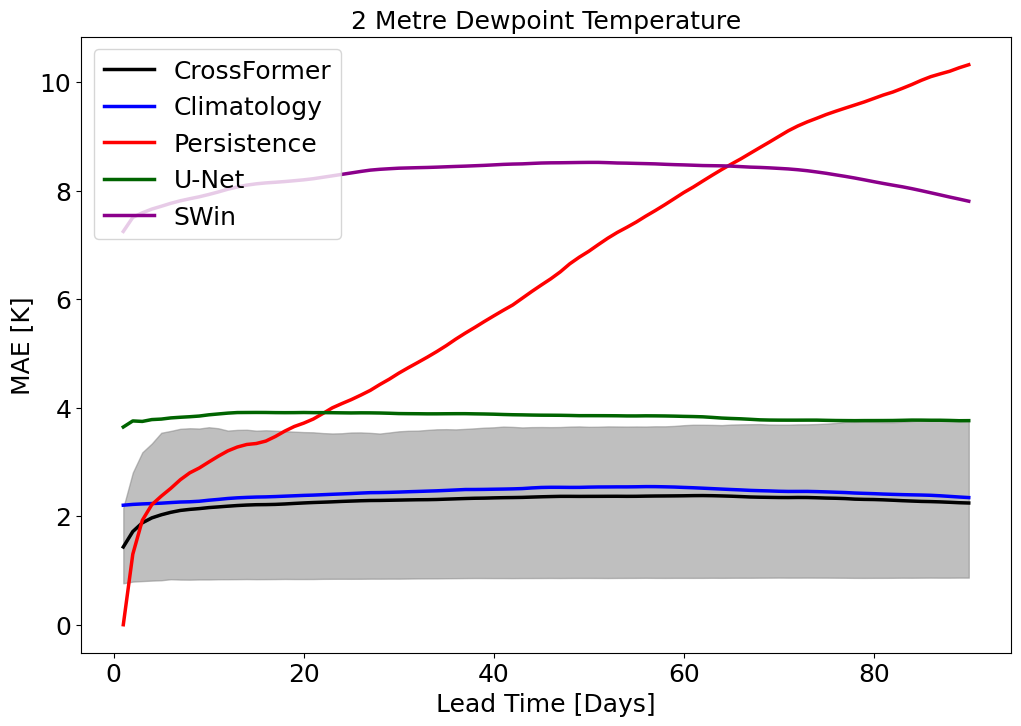 2 Metre Dewpoint Temperature
CrossFormer
Climatology
Persistence
U-Net
SWin
MAE [K]
10
8
6
4
2
0
0 20 40 60 80
Lead Time [Days]